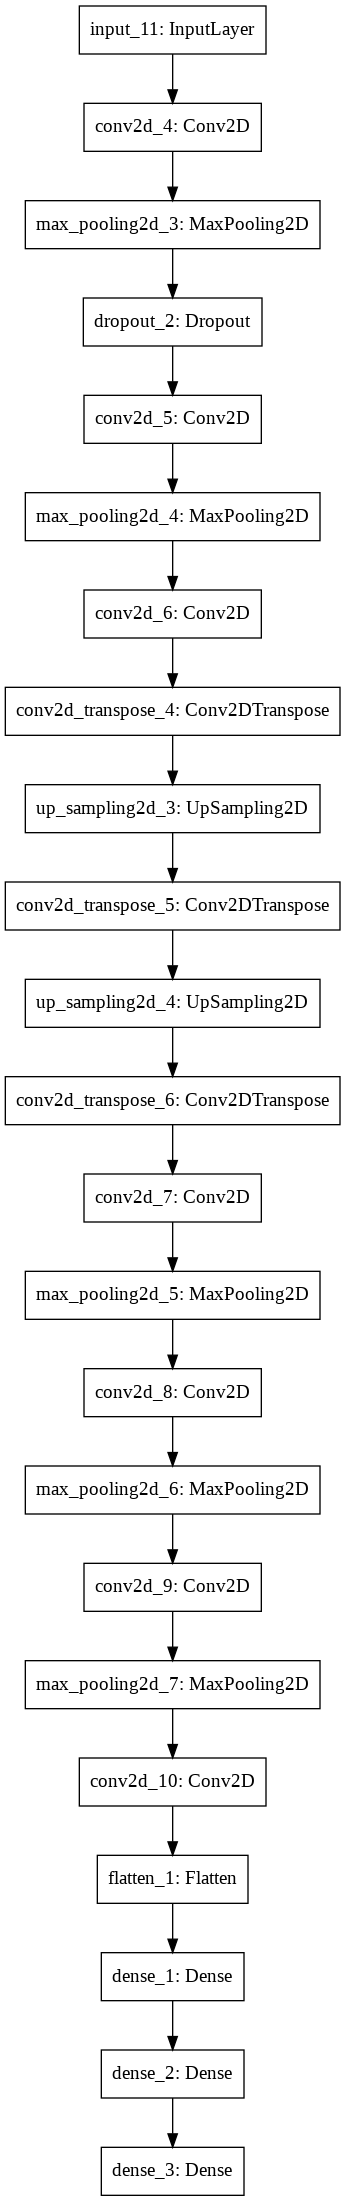 input_11: InputLayer
conv2d_4: Conv2D
max_pooling2d_3: MaxPooling2D
dropout_2: Dropout
conv2d_5: Conv2D
max_pooling2d_4: MaxPooling2D
conv2d_6: Conv2D
conv2d_transpose_4: Conv2DTranspose
up_sampling2d_3: UpSampling2D
conv2d_transpose_5: Conv2DTranspose
up_sampling2d_4: UpSampling2D
conv2d_transpose_6: Conv2DTranspose
conv2d_7: Conv2D
max_pooling2d_5: MaxPooling2D
conv2d_8: Conv2D
max_pooling2d_6: MaxPooling2D
conv2d_9: Conv2D
max_pooling2d_7: MaxPooling2D
conv2d_10: Conv2D
flatten_1: Flatten
dense_1: Dense
dense_2: Dense
dense_3: Dense